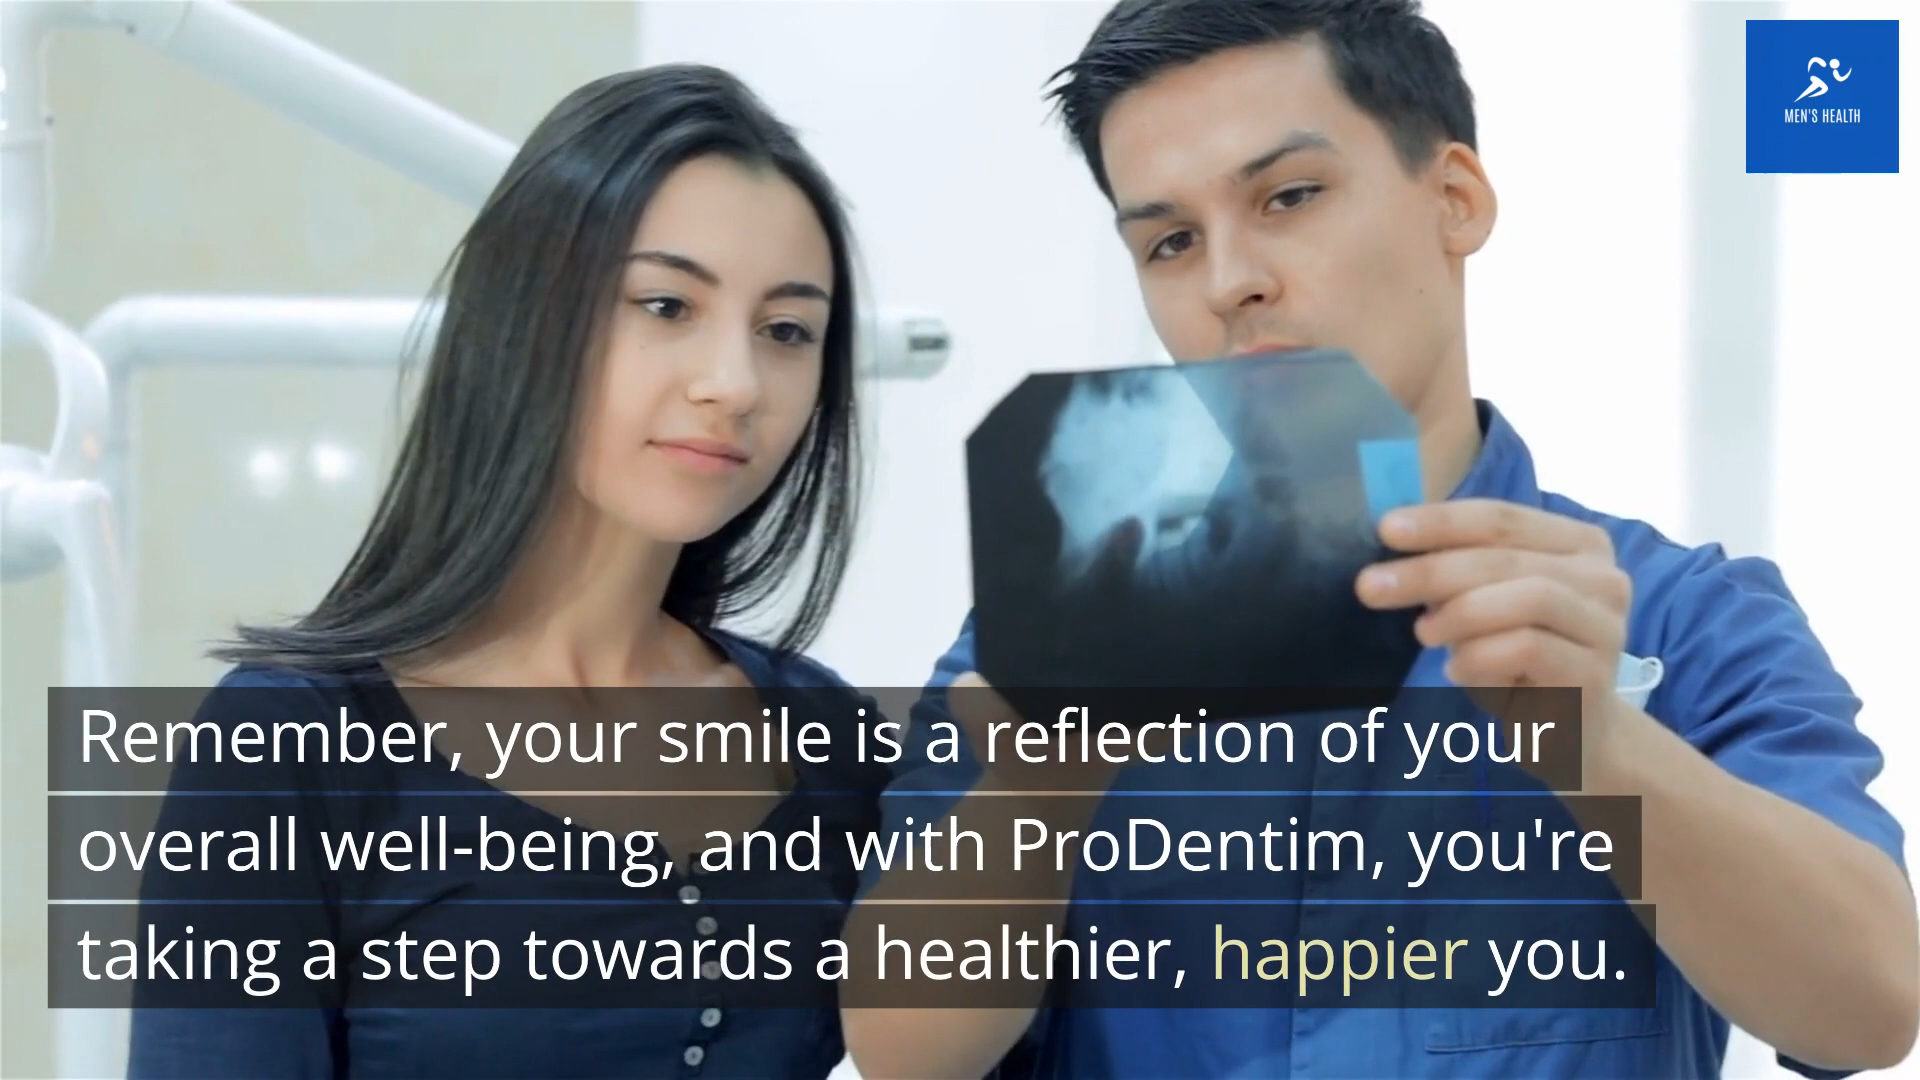 MEN'S HEALTH
Remember, your smile is a reflection of your
overall well-being, and with ProDentim, you're
taking a step towards a healthier, happier you.